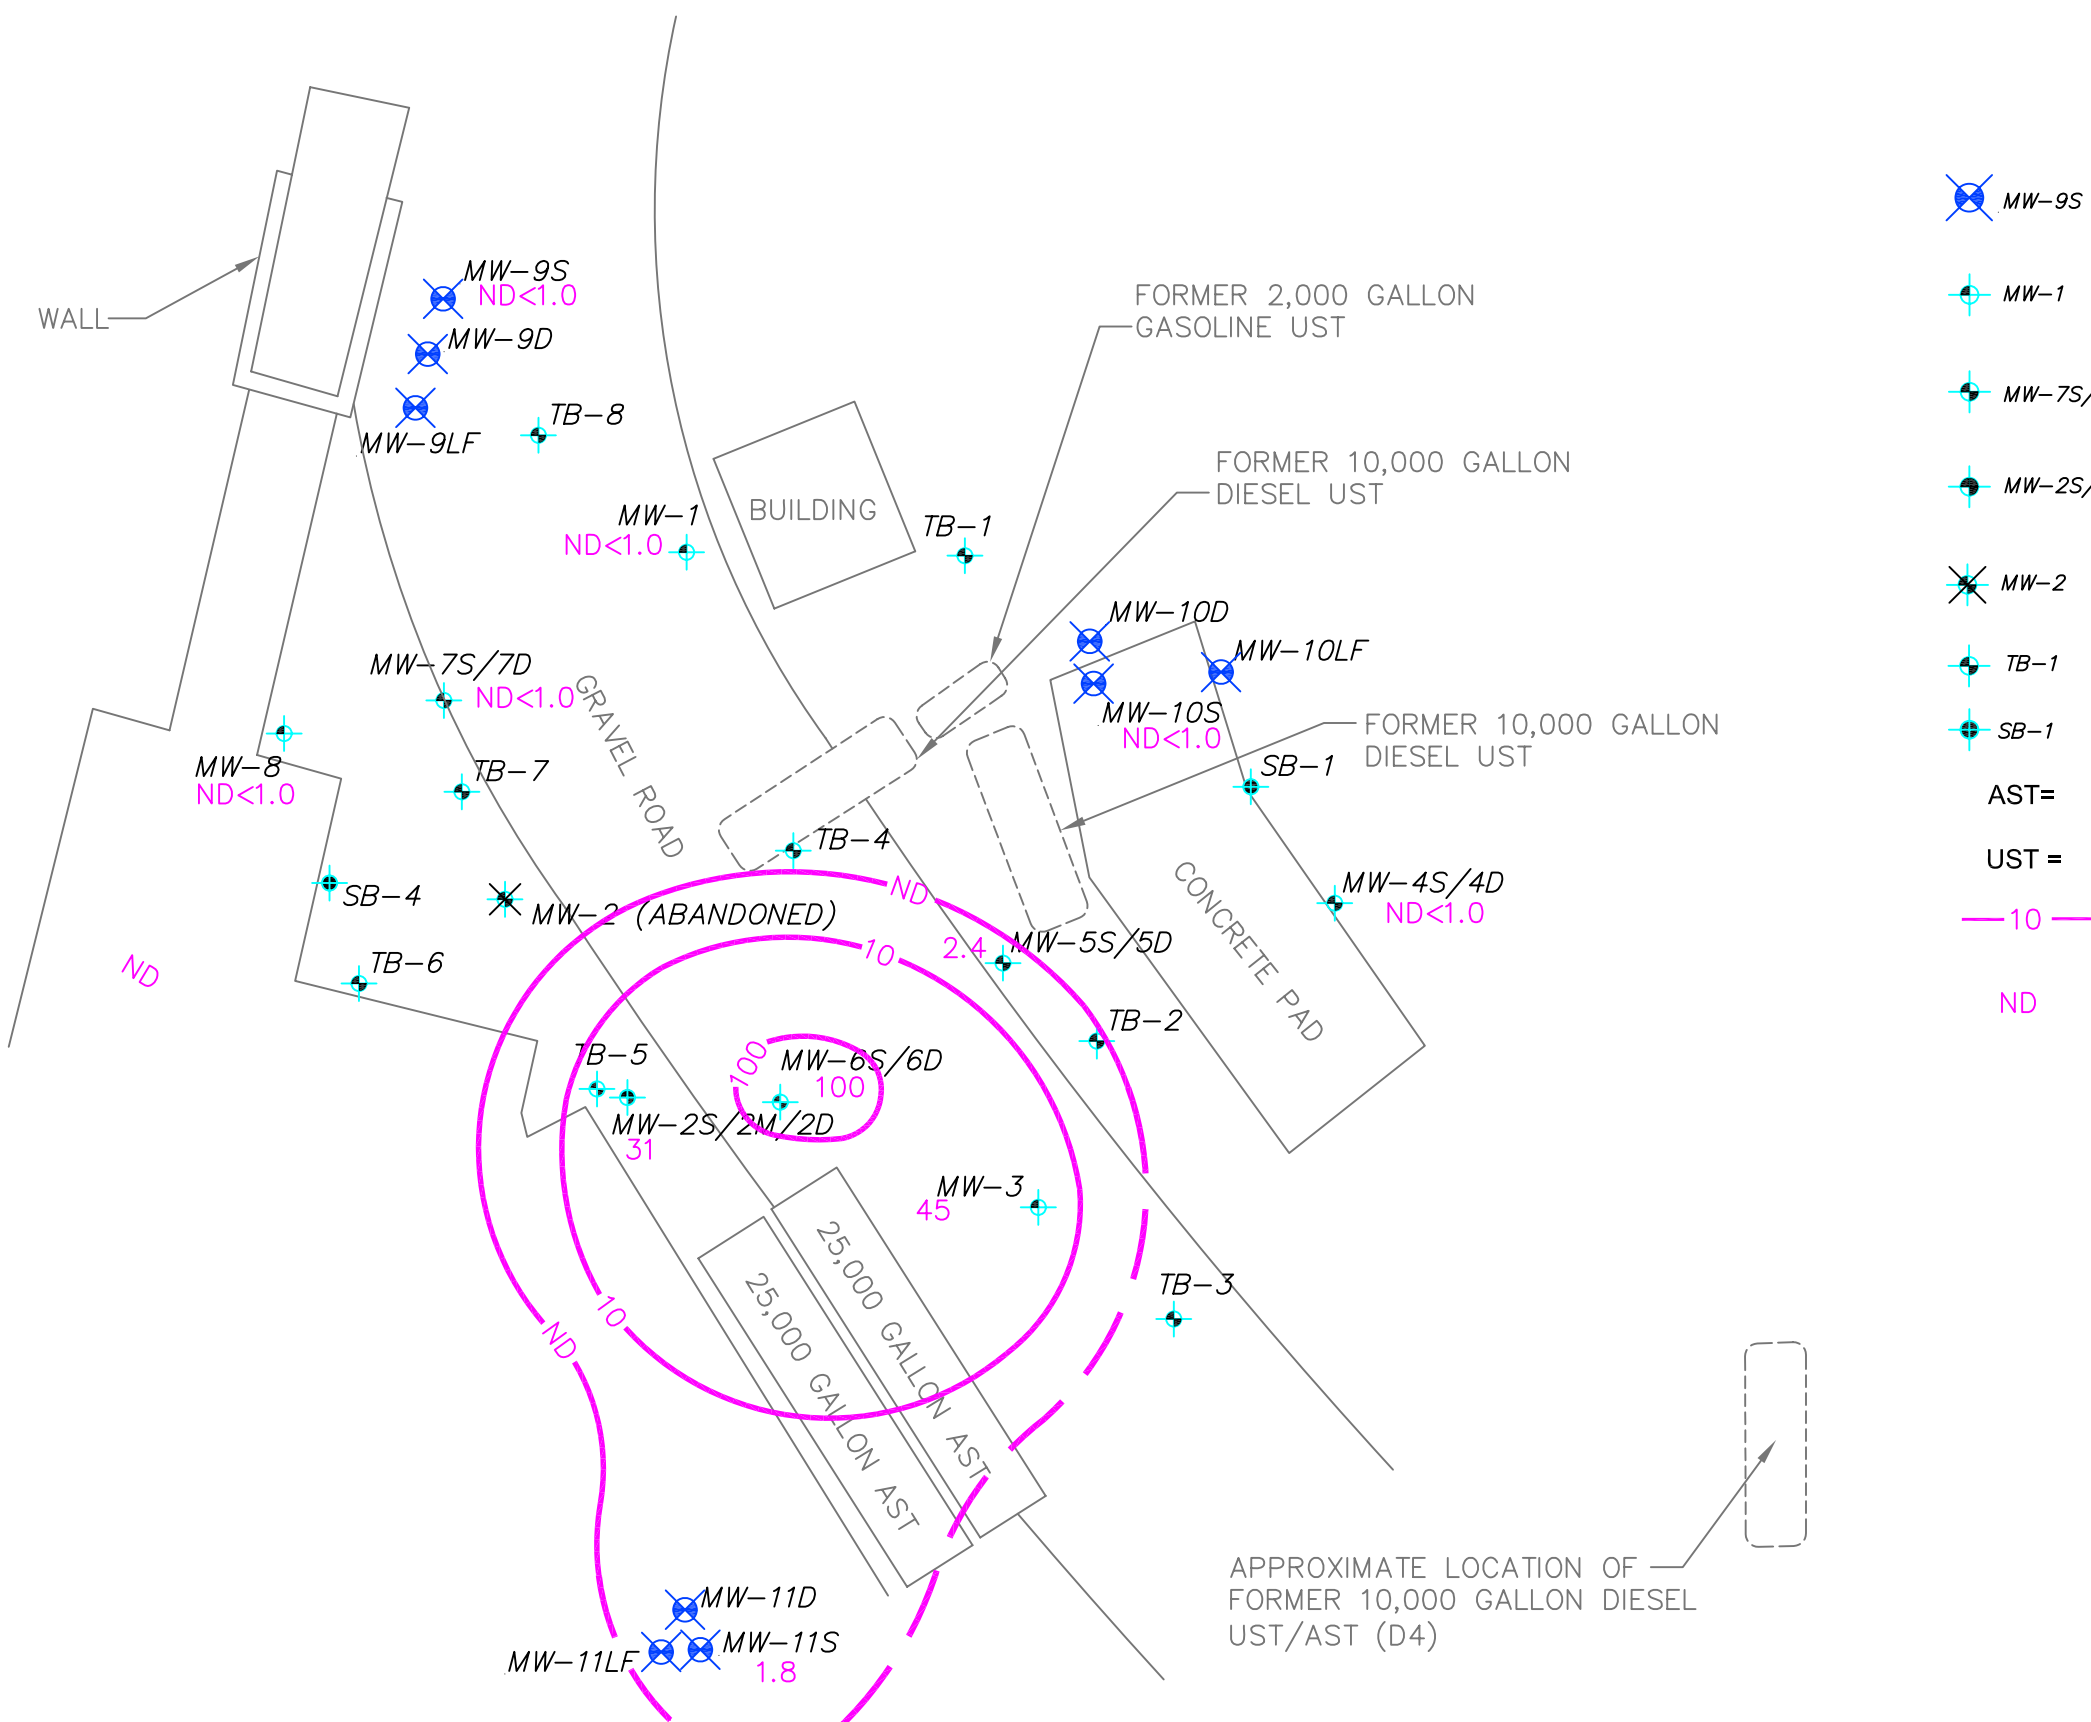 MW-9S
ND<1.0
WALL
MW-9D
MW-9LF
TB-8
FORMER 2,000 GALLON
GASOLINE UST
FORMER 10,000 GALLON
DIESEL UST
BUILDING
MW-1
ND<1.0
TB-1
MW-10D
MW-10LF
MW-10S
ND<1.0
MW-7S/7D
ND<1.0
GRAVEL ROAD
FORMER 10,000 GALLON
DIESEL UST
MW-8
ND<1.0
TB-7
SB-1
TB-4
SB-4
MW-2 (ABANDONED)
ND
MW-4S/4D
ND<1.0
CONCRETE PAD
10
2.4
MW-5S/5D
TB-6
ND
TB-2
TB-5
100
MW-6S/6D
100
MW-2S/2M/2D
31
MW-3
45
25,000 GALLON AST
25,000 GALLON AST
TB-3
10
ND
MW-11D
MW-11S
1.8
MW-11LF
APPROXIMATE LOCATION OF
FORMER 10,000 GALLON DIESEL
UST/AST (D4)
MW-9S
MW-1
MW-7S/
MW-2S/
MW-2
TB-1
SB-1
AST=
UST =
10
ND